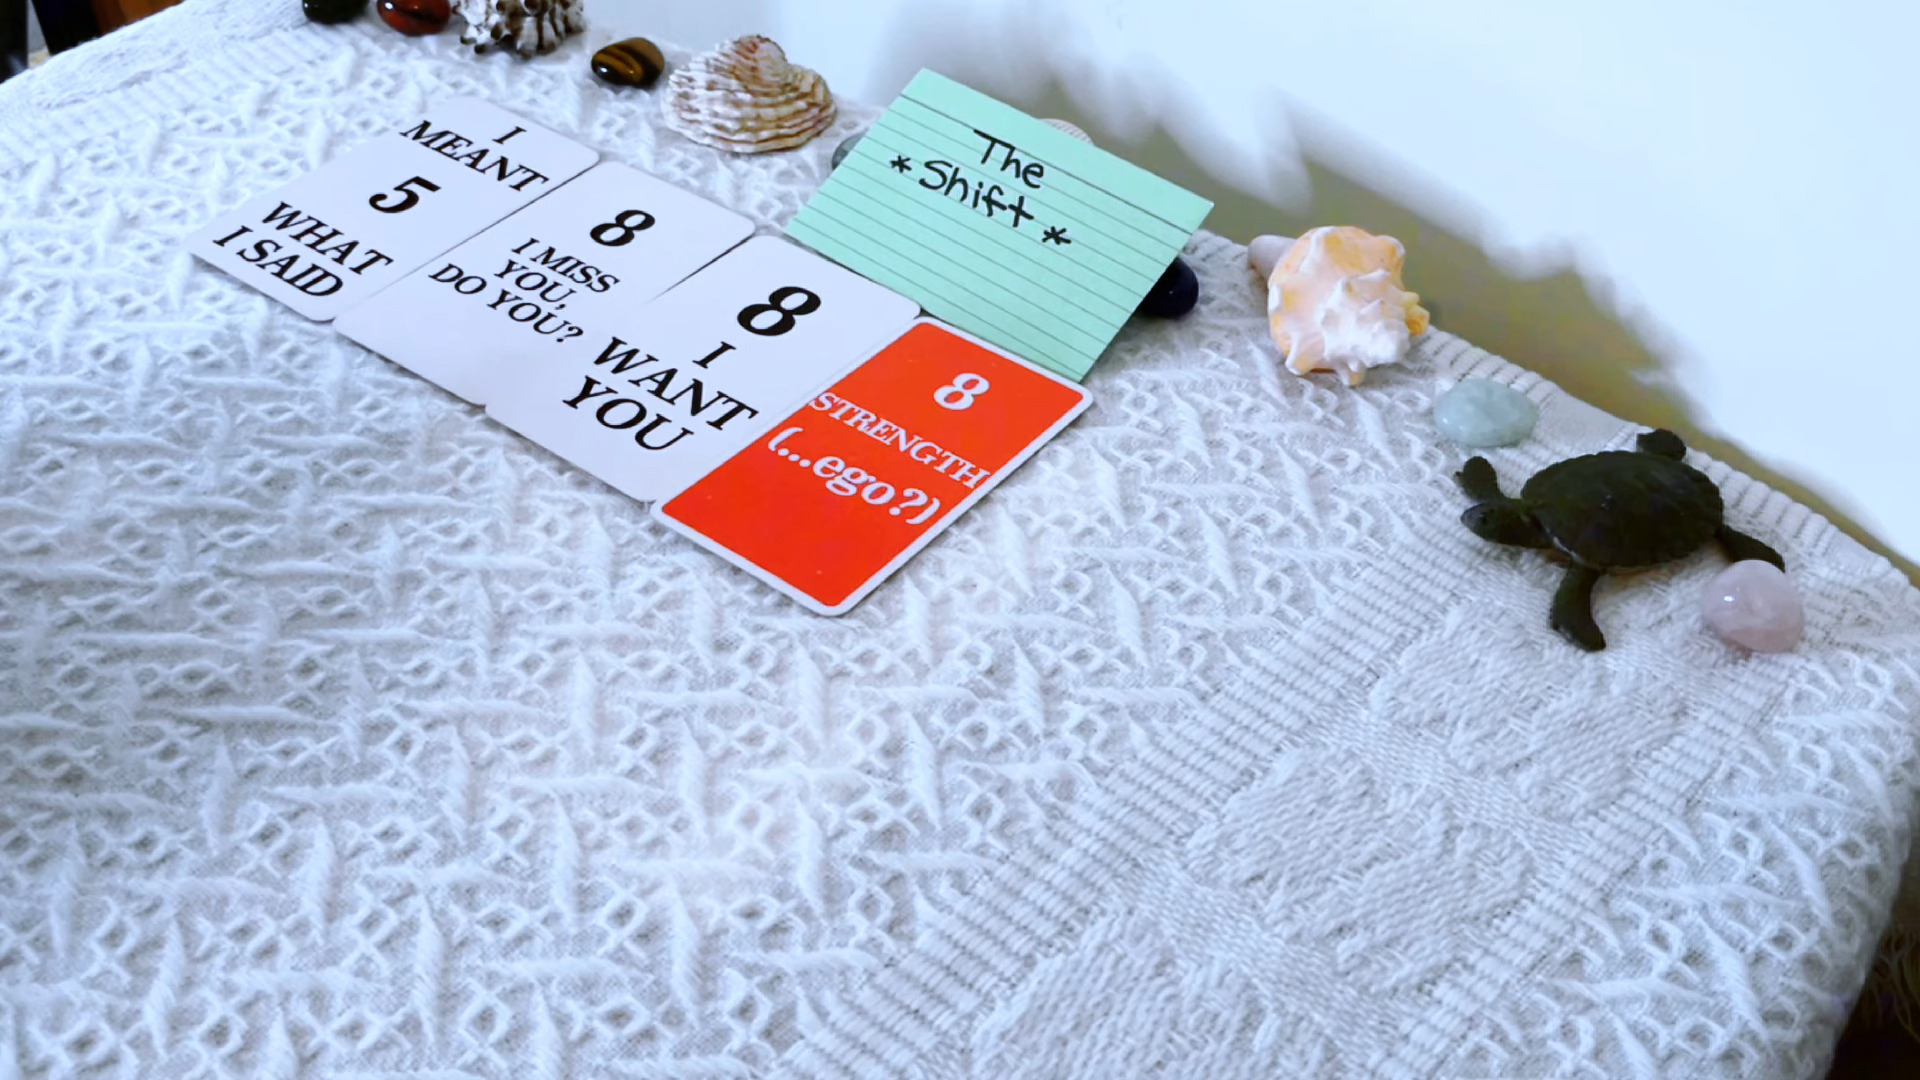 I
MEANT
5
WHAT
I SAID
8
I MISS
YOU,
DO YOU?
8
I
WANT
YOU
The
*Shift*
8
STRENGTH
(...ego?)